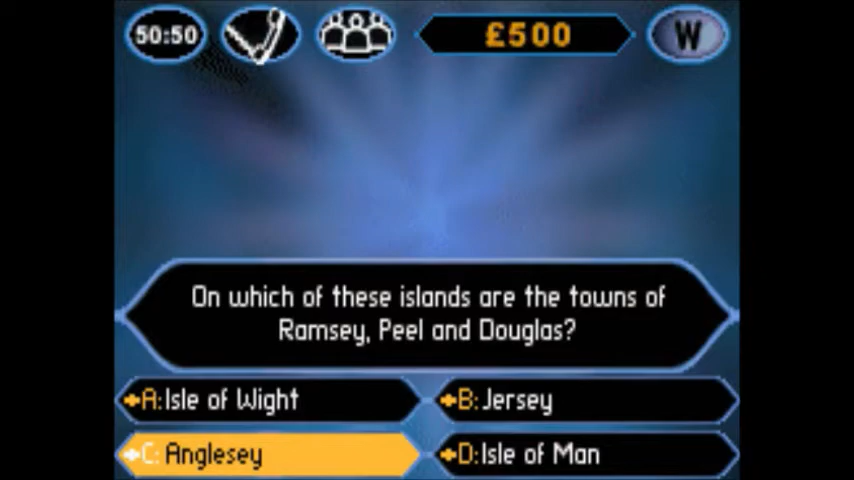 50:50
£500
W
On which of these islands are the towns of
Ramsey, Peel and Douglas?
A: Isle of Wight
B: Jersey
C: Anglesey
D: Isle of Man